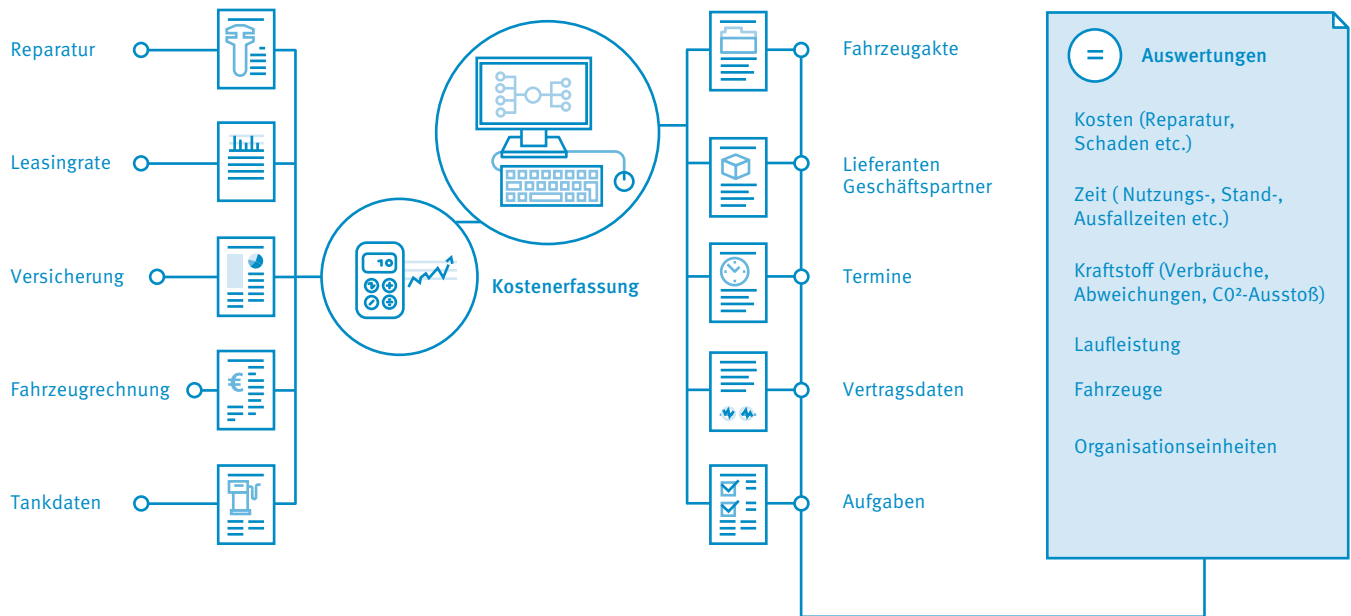 Reparatur
Leasingrate
Versicherung
Fahrzeugrechnung
€
Tankdaten
10
Kostenerfassung
Fahrzeugakte
Lieferanten
Geschäftspartner
Termine
Vertragsdaten
Aufgaben
=
Auswertungen
Kosten (Reparatur,
Schaden etc.)
Zeit ( Nutzungs-, Stand-,
Ausfallzeiten etc.)
Kraftstoff (Verbräuche,
Abweichungen, C0²-Ausstoß)
Laufleistung
Fahrzeuge
Organisationseinheiten